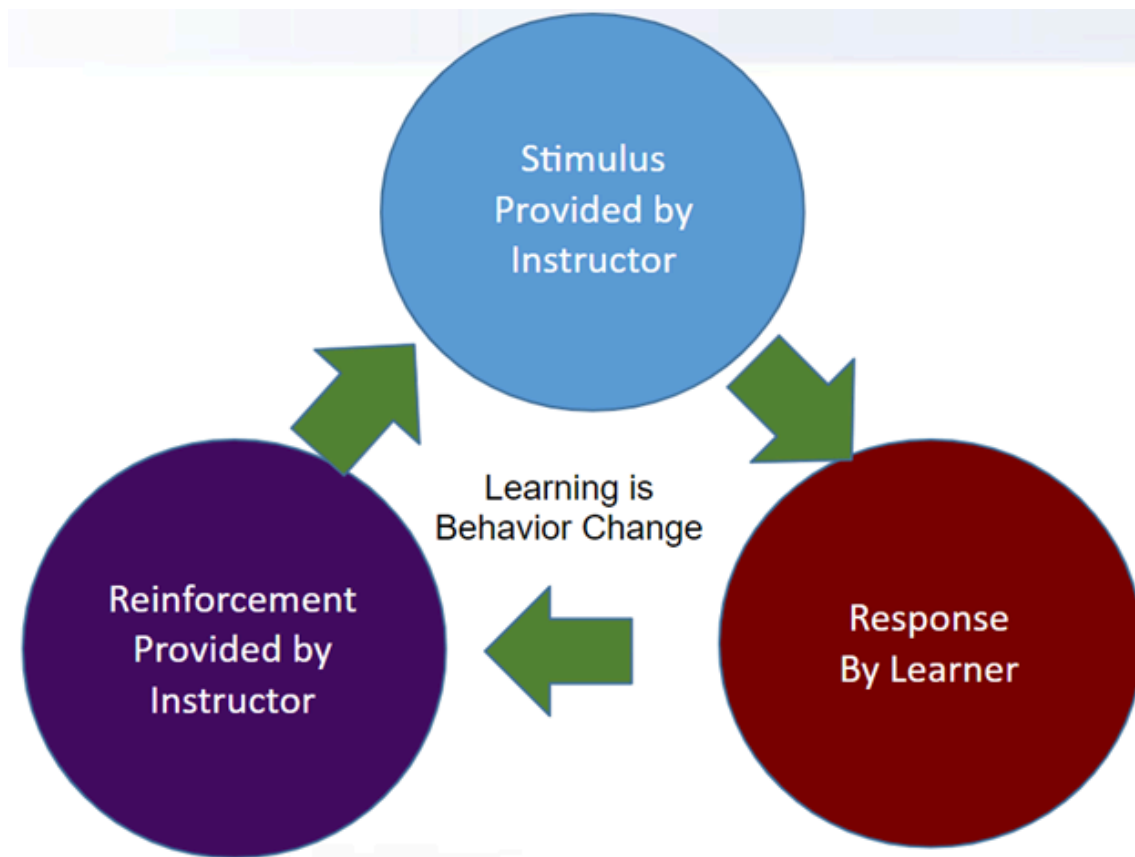 Stimulus
Provided by
Instructor
Learning is
Behavior Change
Reinforcement
Provided by
Instructor
Response
By Learner